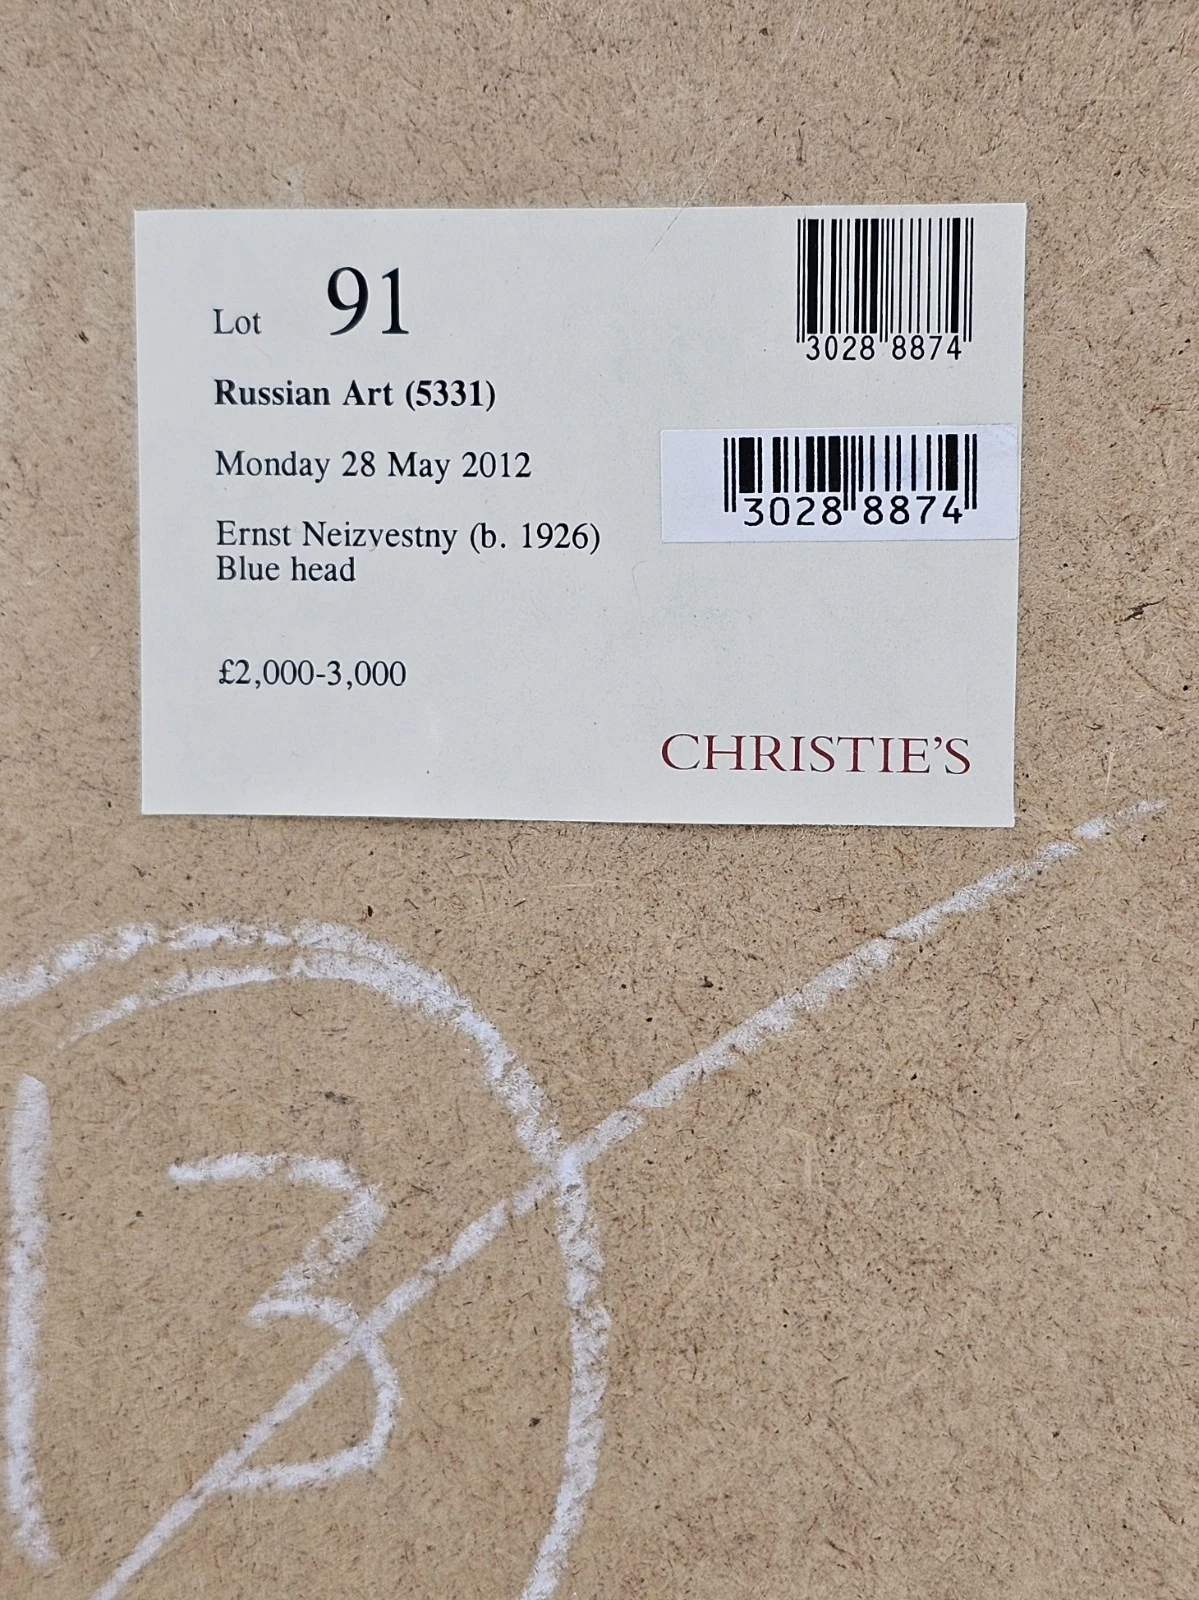 Lot 91
3028 8874
Russian Art (5331)
Monday 28 May 2012
3028 8874
Ernst Neizvestny (b. 1926)
Blue head
£2,000-3,000
CHRISTIE'S
13